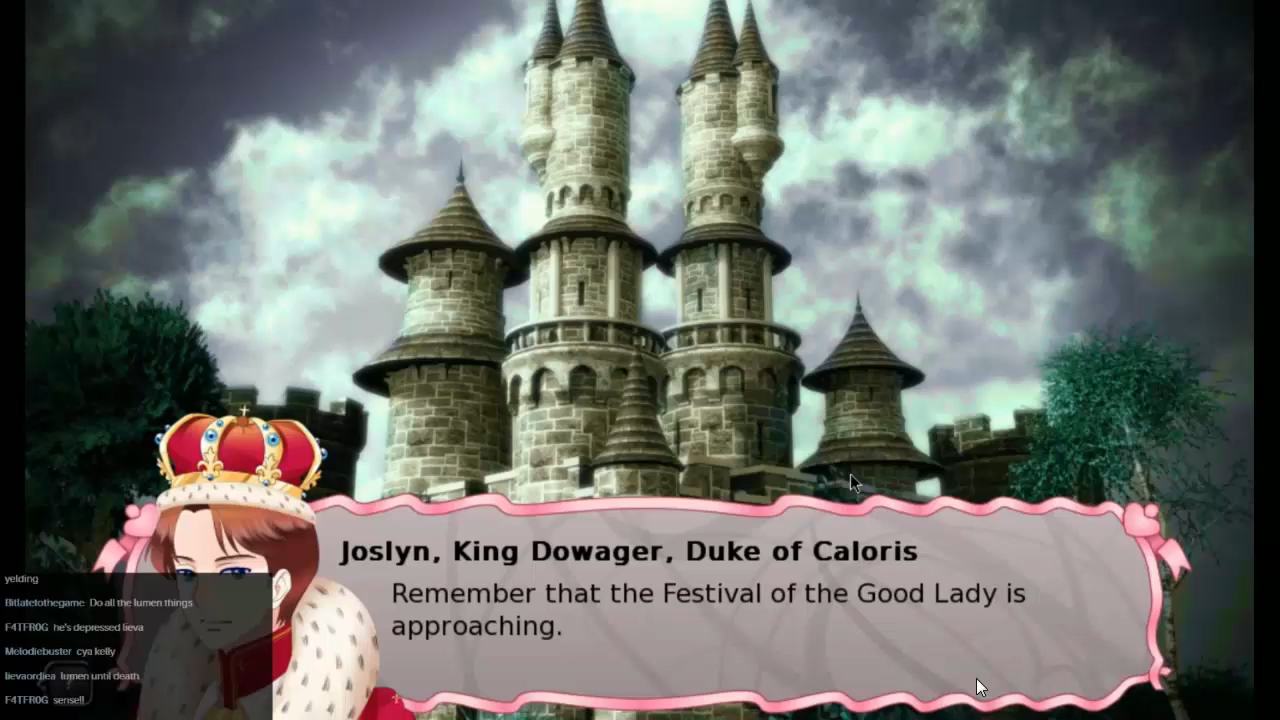 Joslyn, King Dowager, Duke of Caloris
Remember that the Festival of the Good Lady is
approaching.
yelding
Bitlatetothegame Do all the lumen things
F4TFR0G he's depressed lieva
Melodiebuster cya kelly
lievaordiea lumen until death
F4TFR0G sense!!